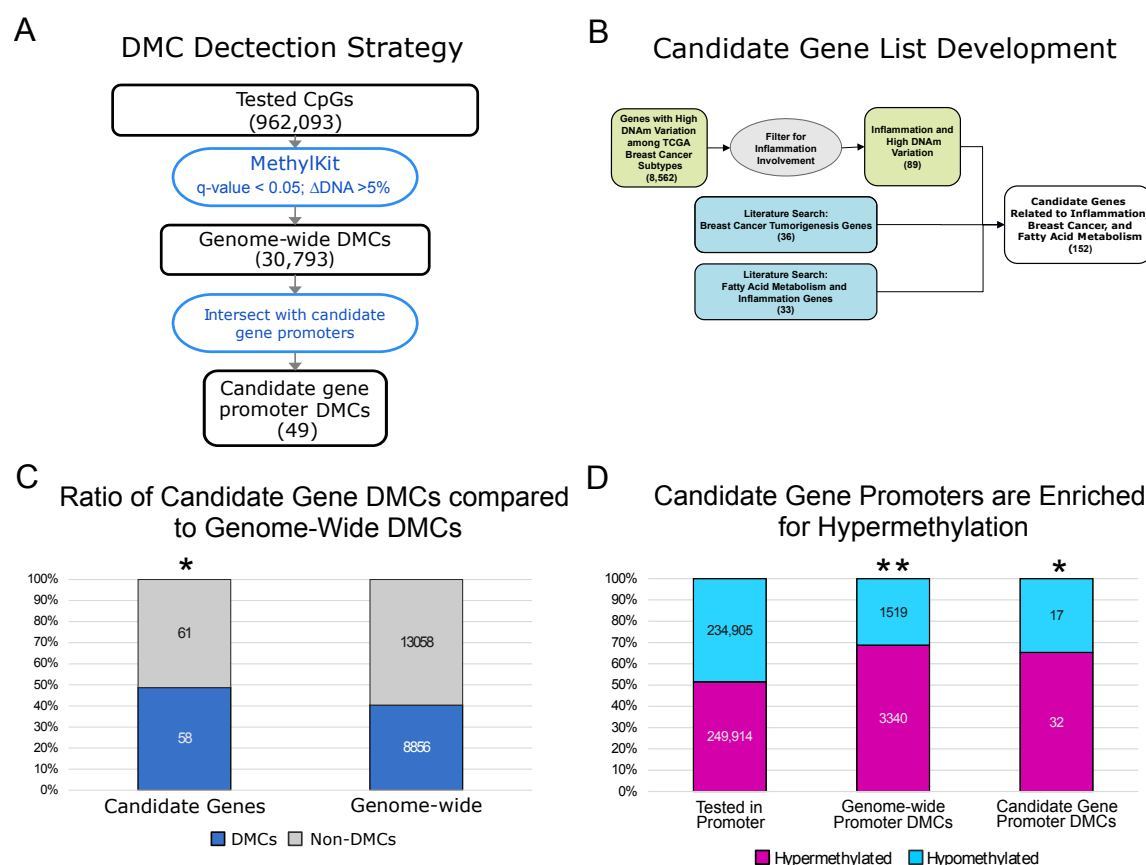 A
DMC Dectection Strategy
Tested CpGs
(962,093)
MethylKit
q-value < 0.05; ΔDNA >5%
Genome-wide DMCs
(30,793)
Intersect with candidate
gene promoters
Candidate gene
promoter DMCs
(49)
B
Candidate Gene List Development
Genes with High
DNAm Variation
among TCGA
Breast Cancer
Subtypes
(8,562)
Filter for
Inflammation
Involvement
Inflammation and
High DNAm
Variation
(89)
Literature Search:
Breast Cancer Tumorigenesis Genes
(36)
Literature Search:
Fatty Acid Metabolism and
Inflammation Genes
(33)
Candidate Genes
Related to Inflammation,
Breast Cancer, and
Fatty Acid Metabolism
(152)
C
Ratio of Candidate Gene DMCs compared
to Genome-Wide DMCs
*
100%
90%
80%
70%
60%
50%
40%
30%
20%
10%
0%
61
58
13058
8856
Candidate Genes
Genome-wide
DMCs
Non-DMCs
D
Candidate Gene Promoters are Enriched
for Hypermethylation
**
*
100%
90%
80%
70%
60%
50%
40%
30%
20%
10%
0%
234,905
249,914
1519
3340
17
32
Tested in
Promoter
Genome-wide
Promoter DMCs
Candidate Gene
Promoter DMCs
Hypermethylated
Hypomethylated